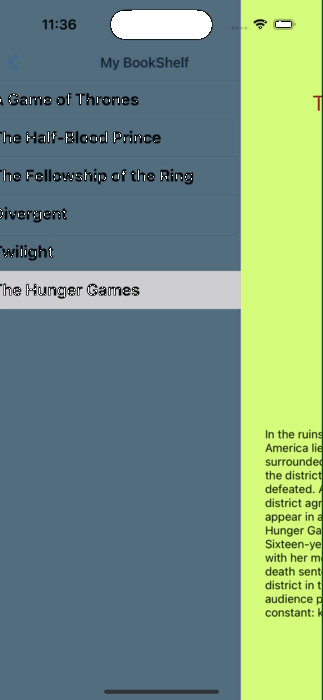 11:36
My BookShelf
A Game of Thrones
The Half-Blood Prince
The Fellowship of the Ring
Divergent
Twilight
The Hunger Games
T
In the ruins
America lie
surrounded
the district
defeated. A
district agr
appear in a
Hunger Ga
Sixteen-ye
with her m
death sent
district in t
audience p
constant: k